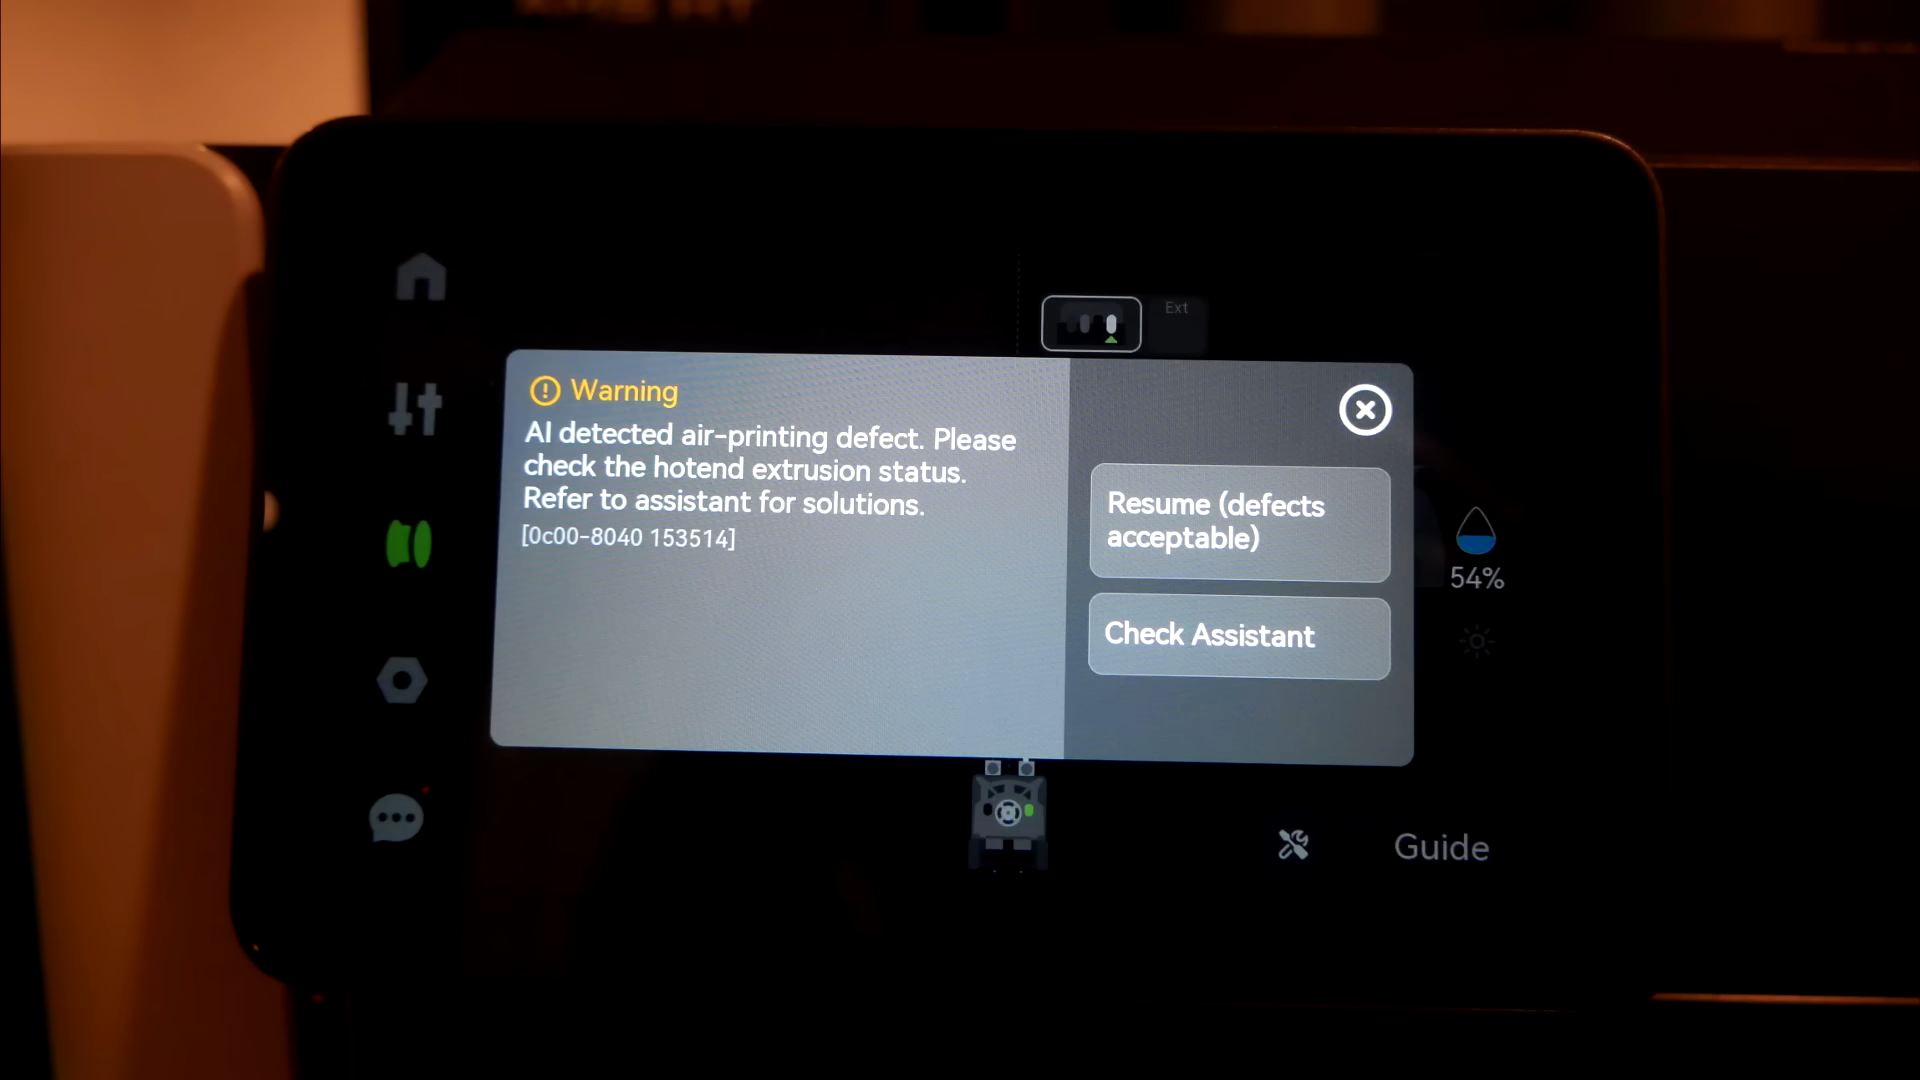 Ext
Warning
AI detected air-printing defect. Please
check the hotend extrusion status.
Refer to assistant for solutions.
[0c00-8040 153514]
Resume (defects
acceptable)
Check Assistant
54%
Guide